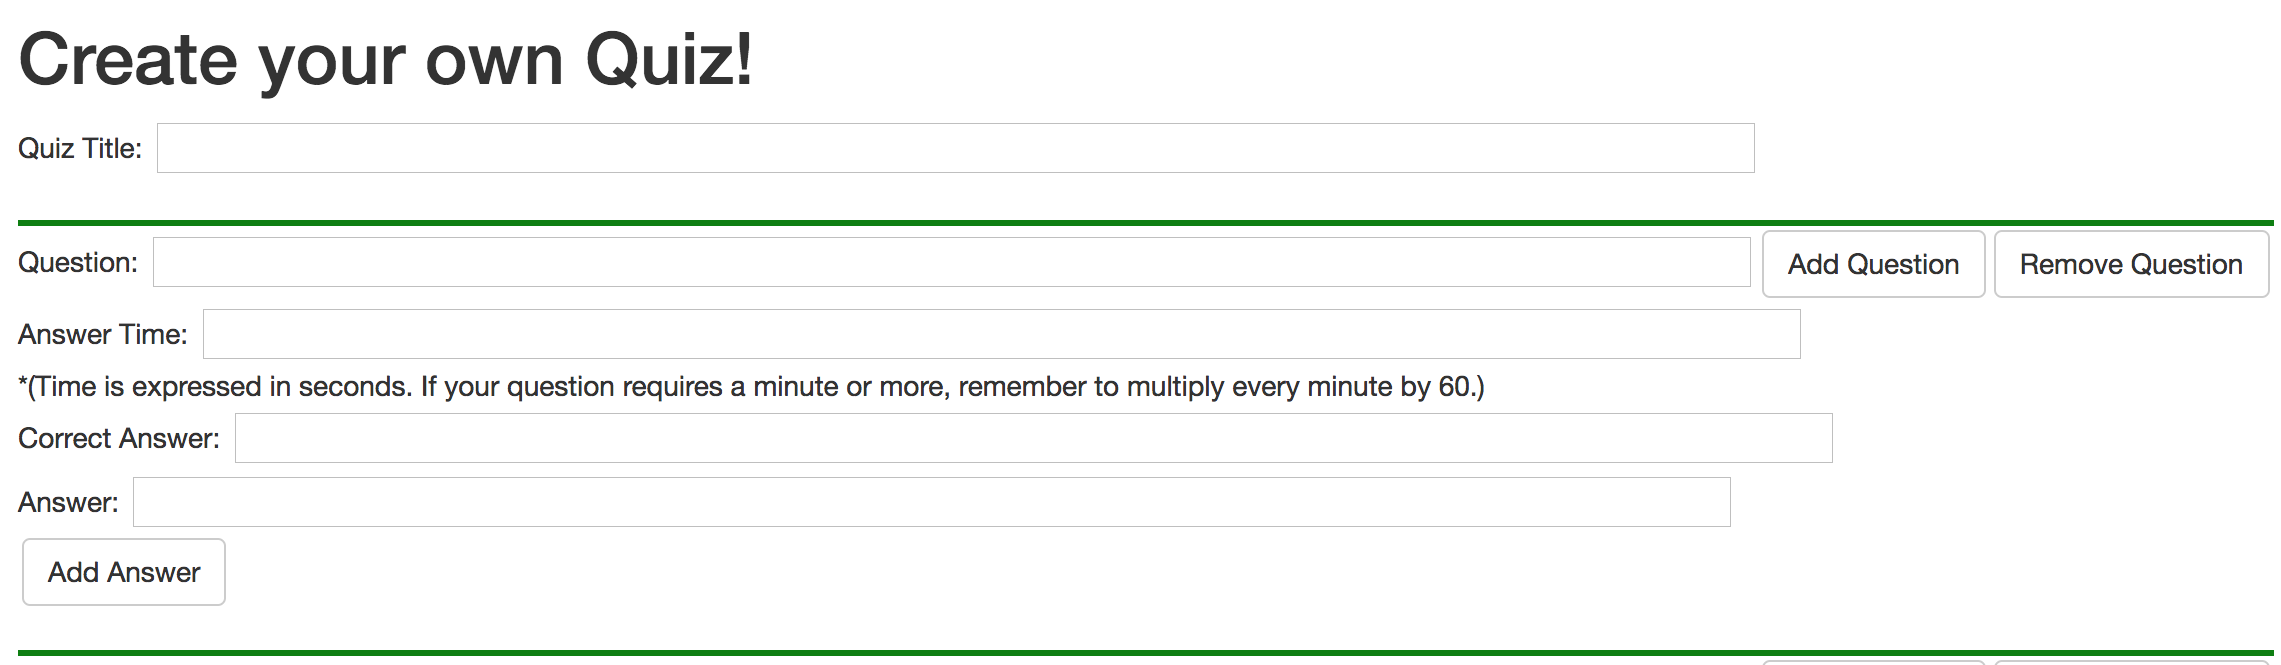 Create your own Quiz!
Quiz Title:
Question: Add Question Remove Question
Answer Time:
*(Time is expressed in seconds. If your question requires a minute or more, remember to multiply every minute by 60.)
Correct Answer:
Answer:
Add Answer